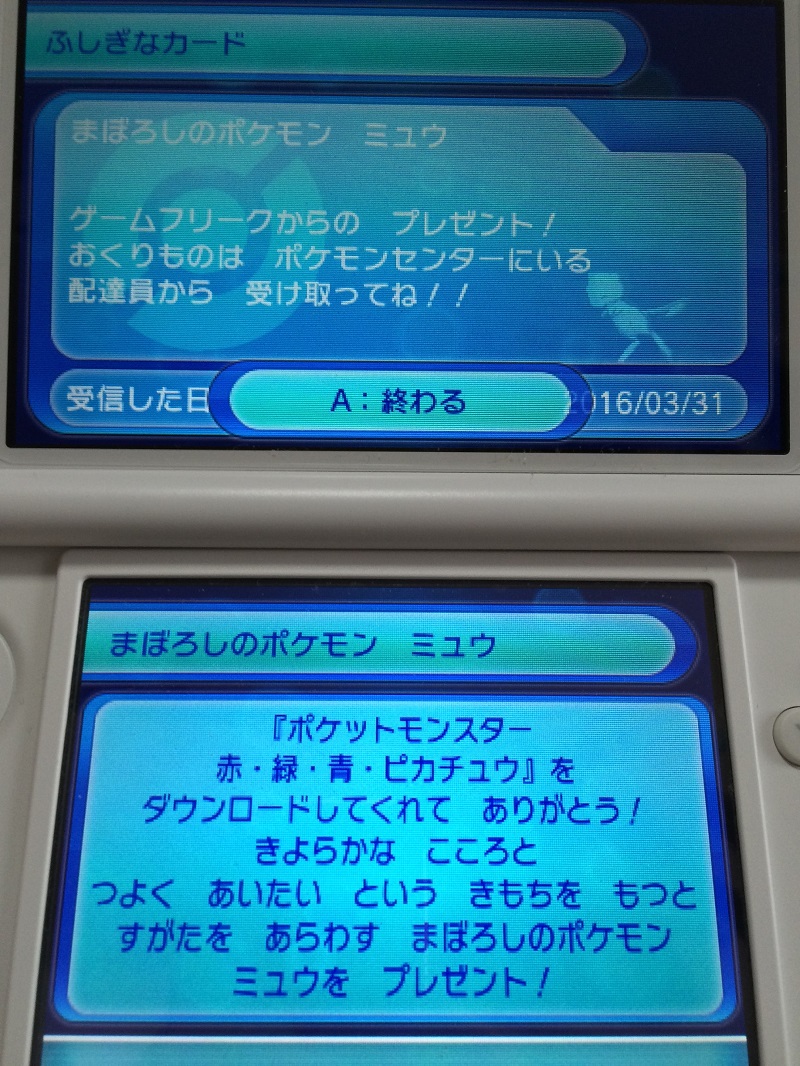 ふしぎなカード
まぼろしのポケモン　ミュウ
ゲームフリークからの　プレゼント！
おくりものは　ポケモンセンターにいる
配達員から　受け取ってね！！
受信した日
A：終わる
2016/03/31
まぼろしのポケモン　ミュウ
『ポケットモンスター
赤・緑・青・ピカチュウ』を
ダウンロードしてくれて　ありがとう！
きよらかな　こころと
つよく　あいたい　という　きもちを　もつと
すがたを　あらわす　まぼろしのポケモン
ミュウを　プレゼント！